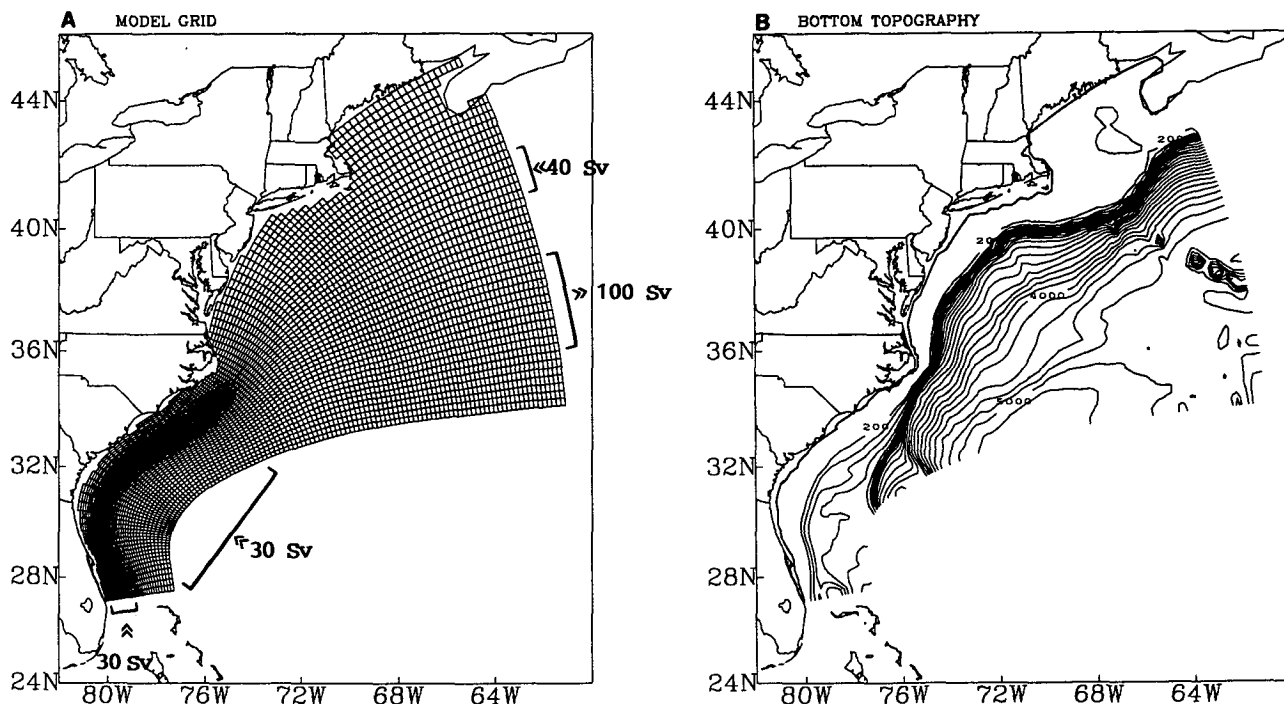 A MODEL GRID
44N
40N
36N
32N
28N
24N
80W 76W 72W 68W 64W
«40 Sv
» 100 Sv
«30 Sv
30 Sv
B BOTTOM TOPOGRAPHY
44N
40N
36N
32N
28N
24N
80W 76W 72W 68W 64W
200
200
4000
5000
200